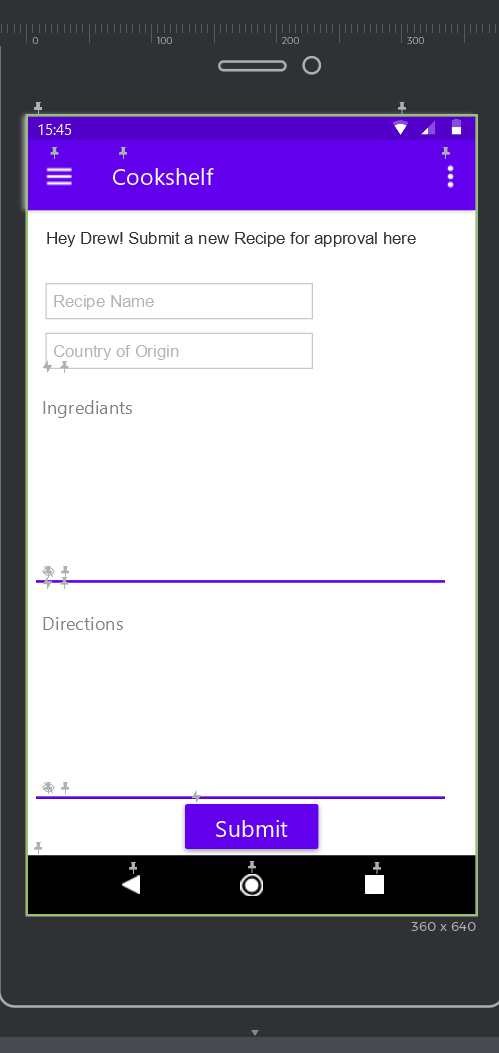 0 100 200 300
15:45
Cookshelf
Hey Drew! Submit a new Recipe for approval here
Recipe Name
Country of Origin
Ingrediants
Directions
Submit
360 x 640